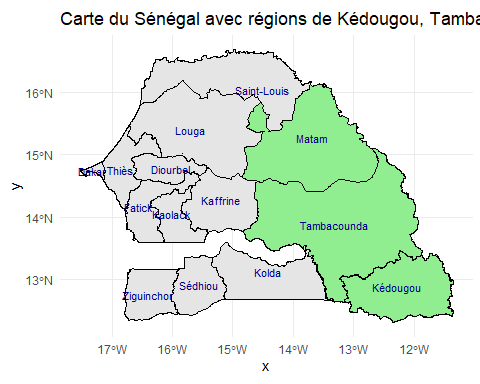 Carte du Sénégal avec régions de Kédougou, Tamba
16°N
15°N
14°N
13°N
y
Saint-Louis
Louga
Matam
Dakar
Thiès
Diourbel
Fatick
Kaolack
Kaffrine
Tambacounda
Ziguinchor
Sédhiou
Kolda
Kédougou
17°W
16°W
15°W
14°W
13°W
12°W
x